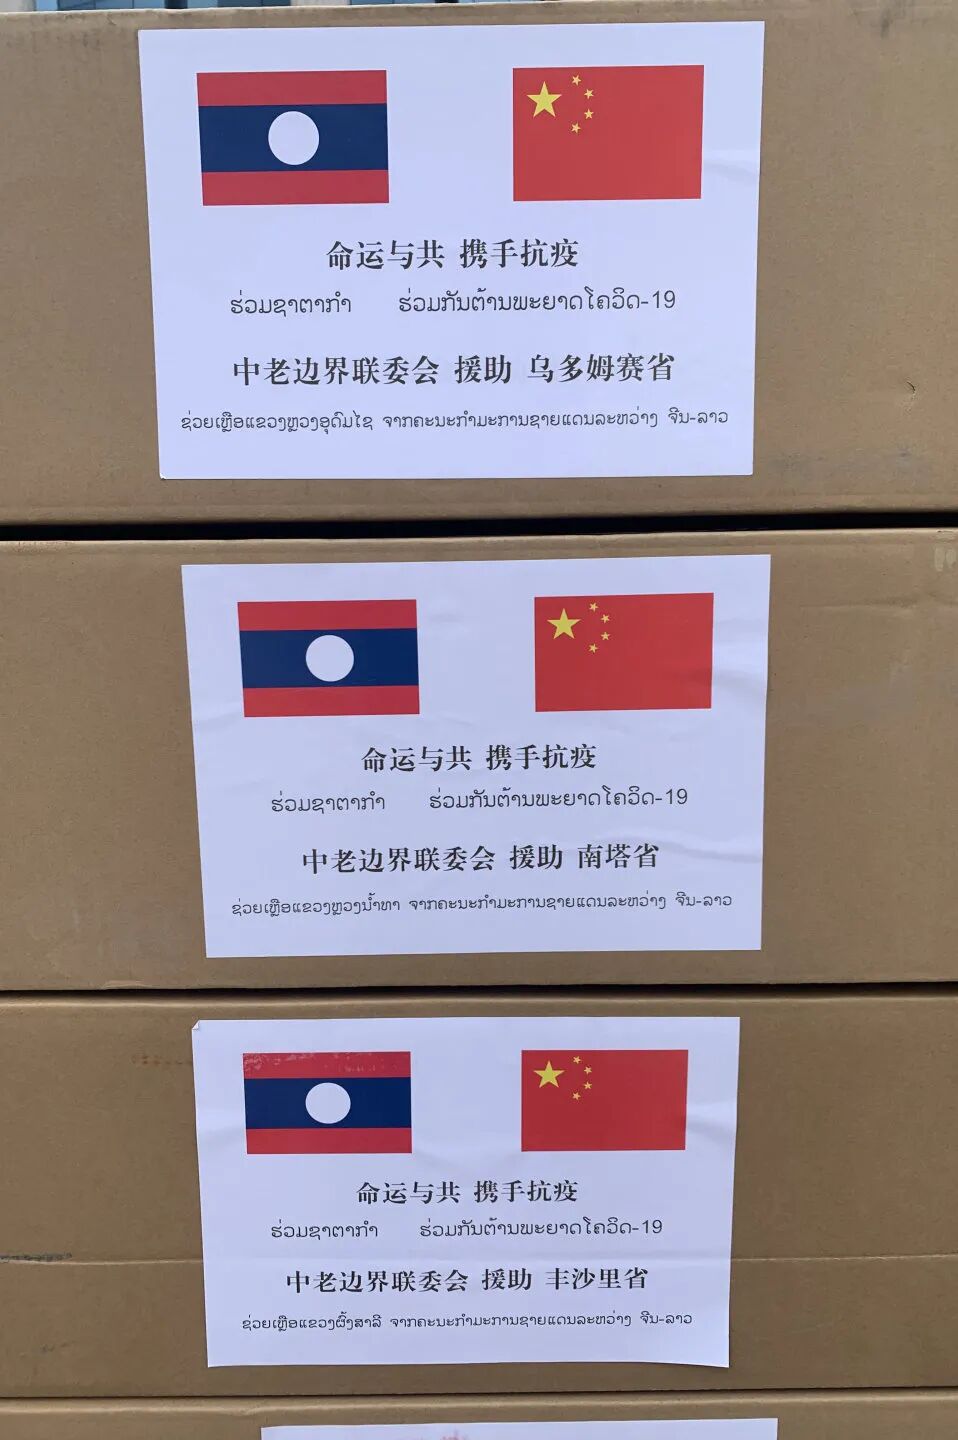 命运与共 携手抗疫
ຮ່ວມຊາຕາກຳ ຮ່ວມກັນຕ້ານພະຍາດໂຄວິດ-19
中老边界联委会 援助 乌多姆赛省
ຊ່ວຍເຫຼືອແຂວງຫຼວງອຸດົມໄຊ ຈາກຄະນະກຳມະການຊາຍແດນລະຫວ່າງ ຈີນ-ລາວ
命运与共 携手抗疫
ຮ່ວມຊາຕາກຳ ຮ່ວມກັນຕ້ານພະຍາດໂຄວິດ-19
中老边界联委会 援助 南塔省
ຊ່ວຍເຫຼືອແຂວງຫຼວງນ້ຳທາ ຈາກຄະນະກຳມະການຊາຍແດນລະຫວ່າງ ຈີນ-ລາວ
命运与共 携手抗疫
ຮ່ວມຊາຕາກຳ ຮ່ວມກັນຕ້ານພະຍາດໂຄວິດ-19
中老边界联委会 援助 丰沙里省
ຊ່ວຍເຫຼືອແຂວງຜົ້ງສາລີ ຈາກຄະນະກຳມະການຊາຍແດນລະຫວ່າງ ຈີນ-ລາວ